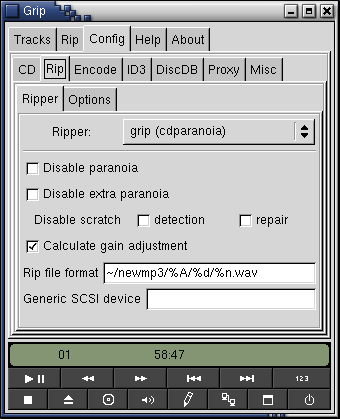 Grip
Tracks Rip Config Help About
CD Rip Encode ID3 DiscDB Proxy Misc
Ripper Options
Ripper: grip (cdparanoia)
Disable paranoia
Disable extra paranoia
Disable scratch detection repair
Calculate gain adjustment
Rip file format ~/newmp3/%A/%d/%n.wav
Generic SCSI device
01 58:47
123